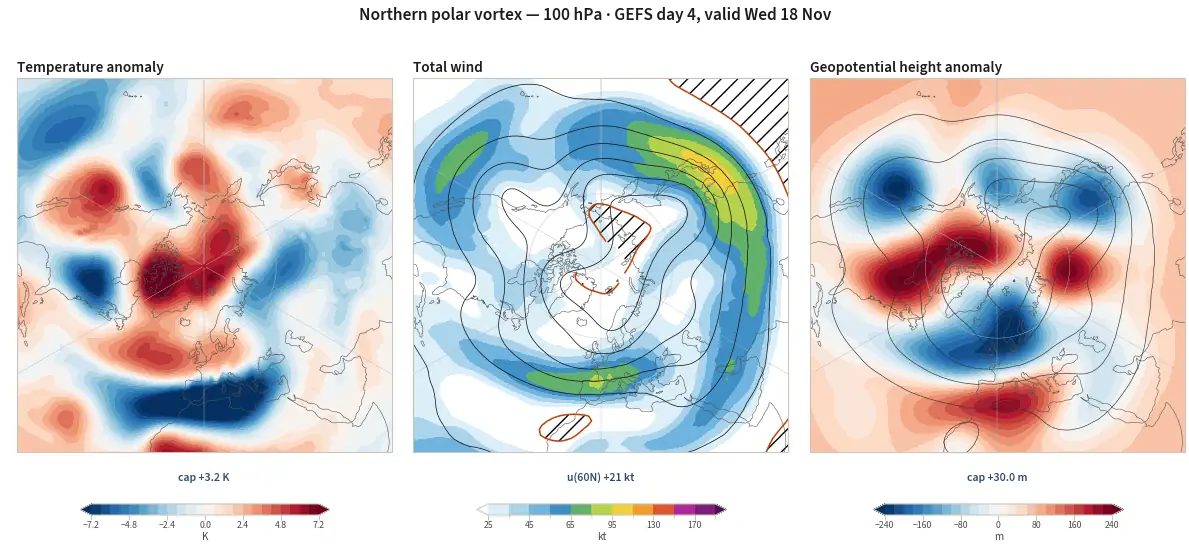 Northern polar vortex — 100 hPa · GEFS day 4, valid Wed 18 Nov
Temperature anomaly
Total wind
Geopotential height anomaly
cap +3.2 K
u(60N) +21 kt
cap +30.0 m
−7.2 −4.8 −2.4 0.0 2.4 4.8 7.2
K
25 45 65 95 130 170
kt
−240 −160 −80 0 80 160 240
m